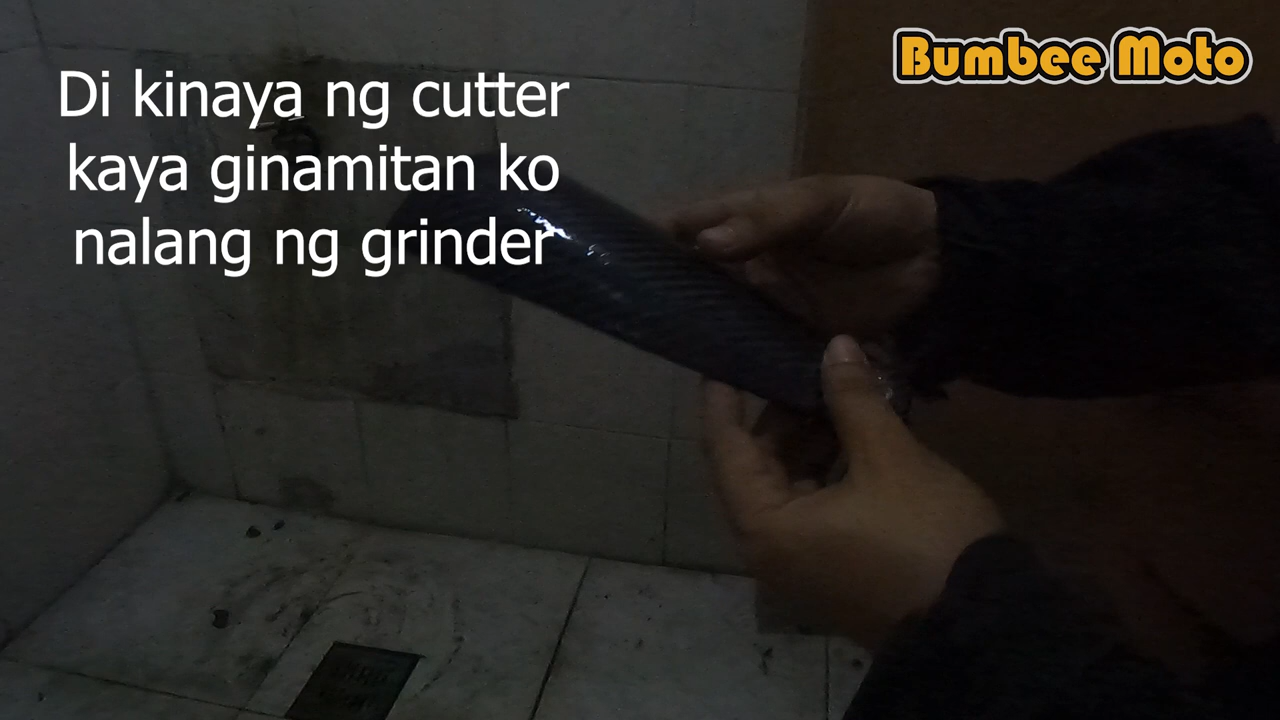 Bumbee Moto
Di kinaya ng cutter
kaya ginamitan ko
nalang ng grinder